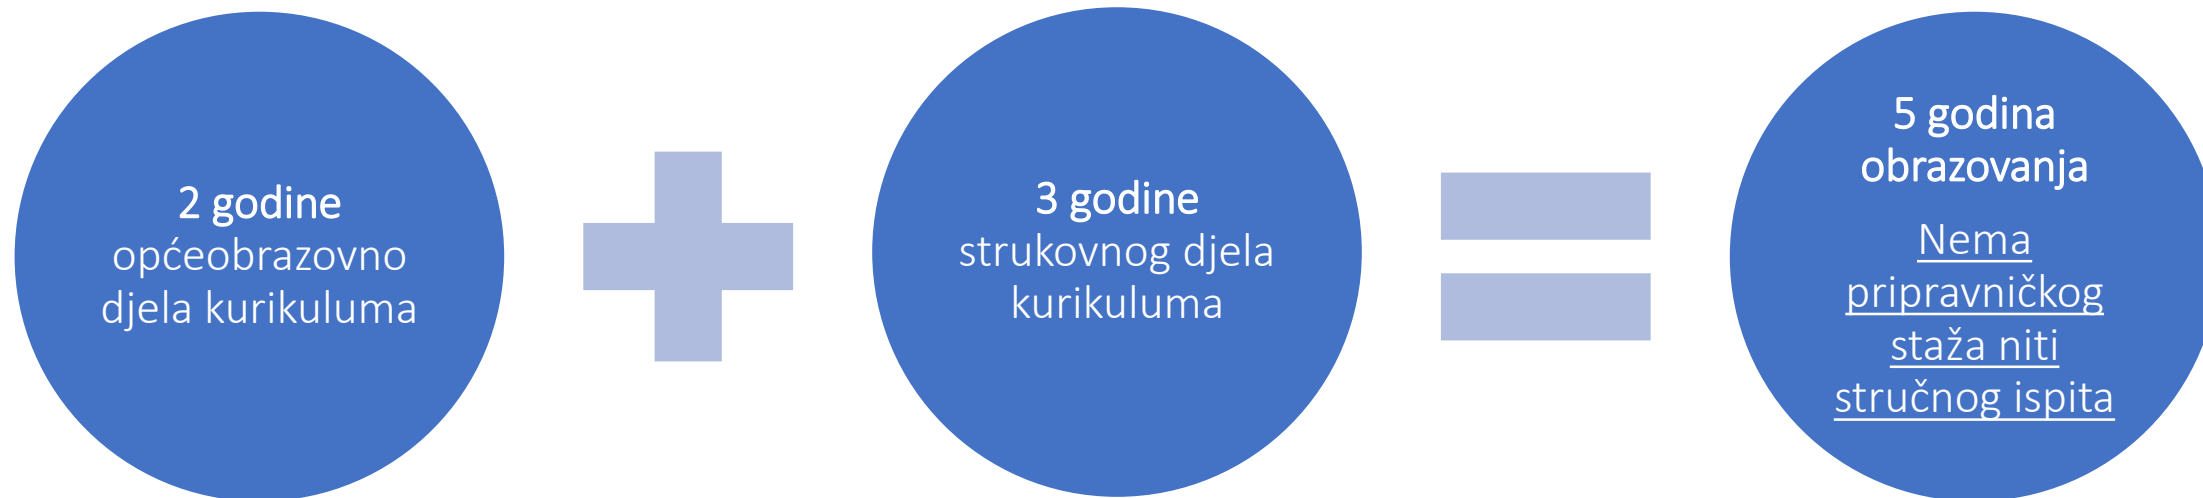 2 godine
općeobrazovno
djela kurikuluma
3 godine
strukovnog djela
kurikuluma
5 godina
obrazovanja
Nema
pripravničkog
staža niti
stručnog ispita